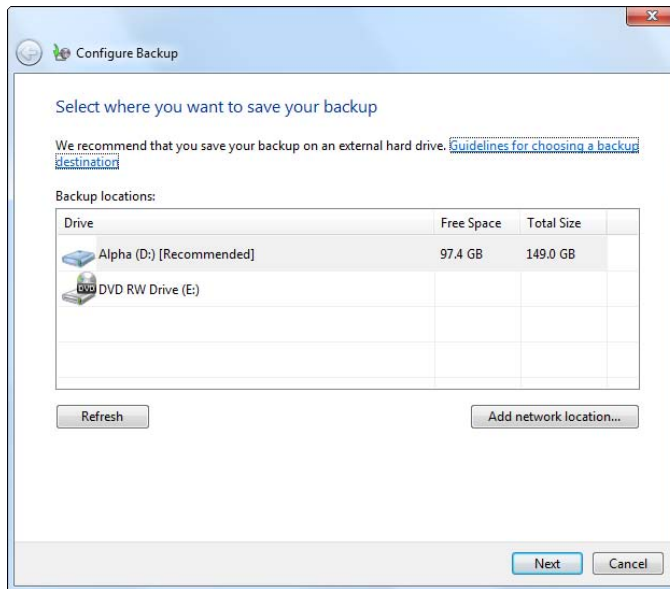 Configure Backup
Select where you want to save your backup
We recommend that you save your backup on an external hard drive. Guidelines for choosing a backup
destination
Backup locations:
Drive Free Space Total Size
Alpha (D:) [Recommended] 97.4 GB 149.0 GB
DVD
DVD RW Drive (E:)
Refresh Add network location...
Next Cancel